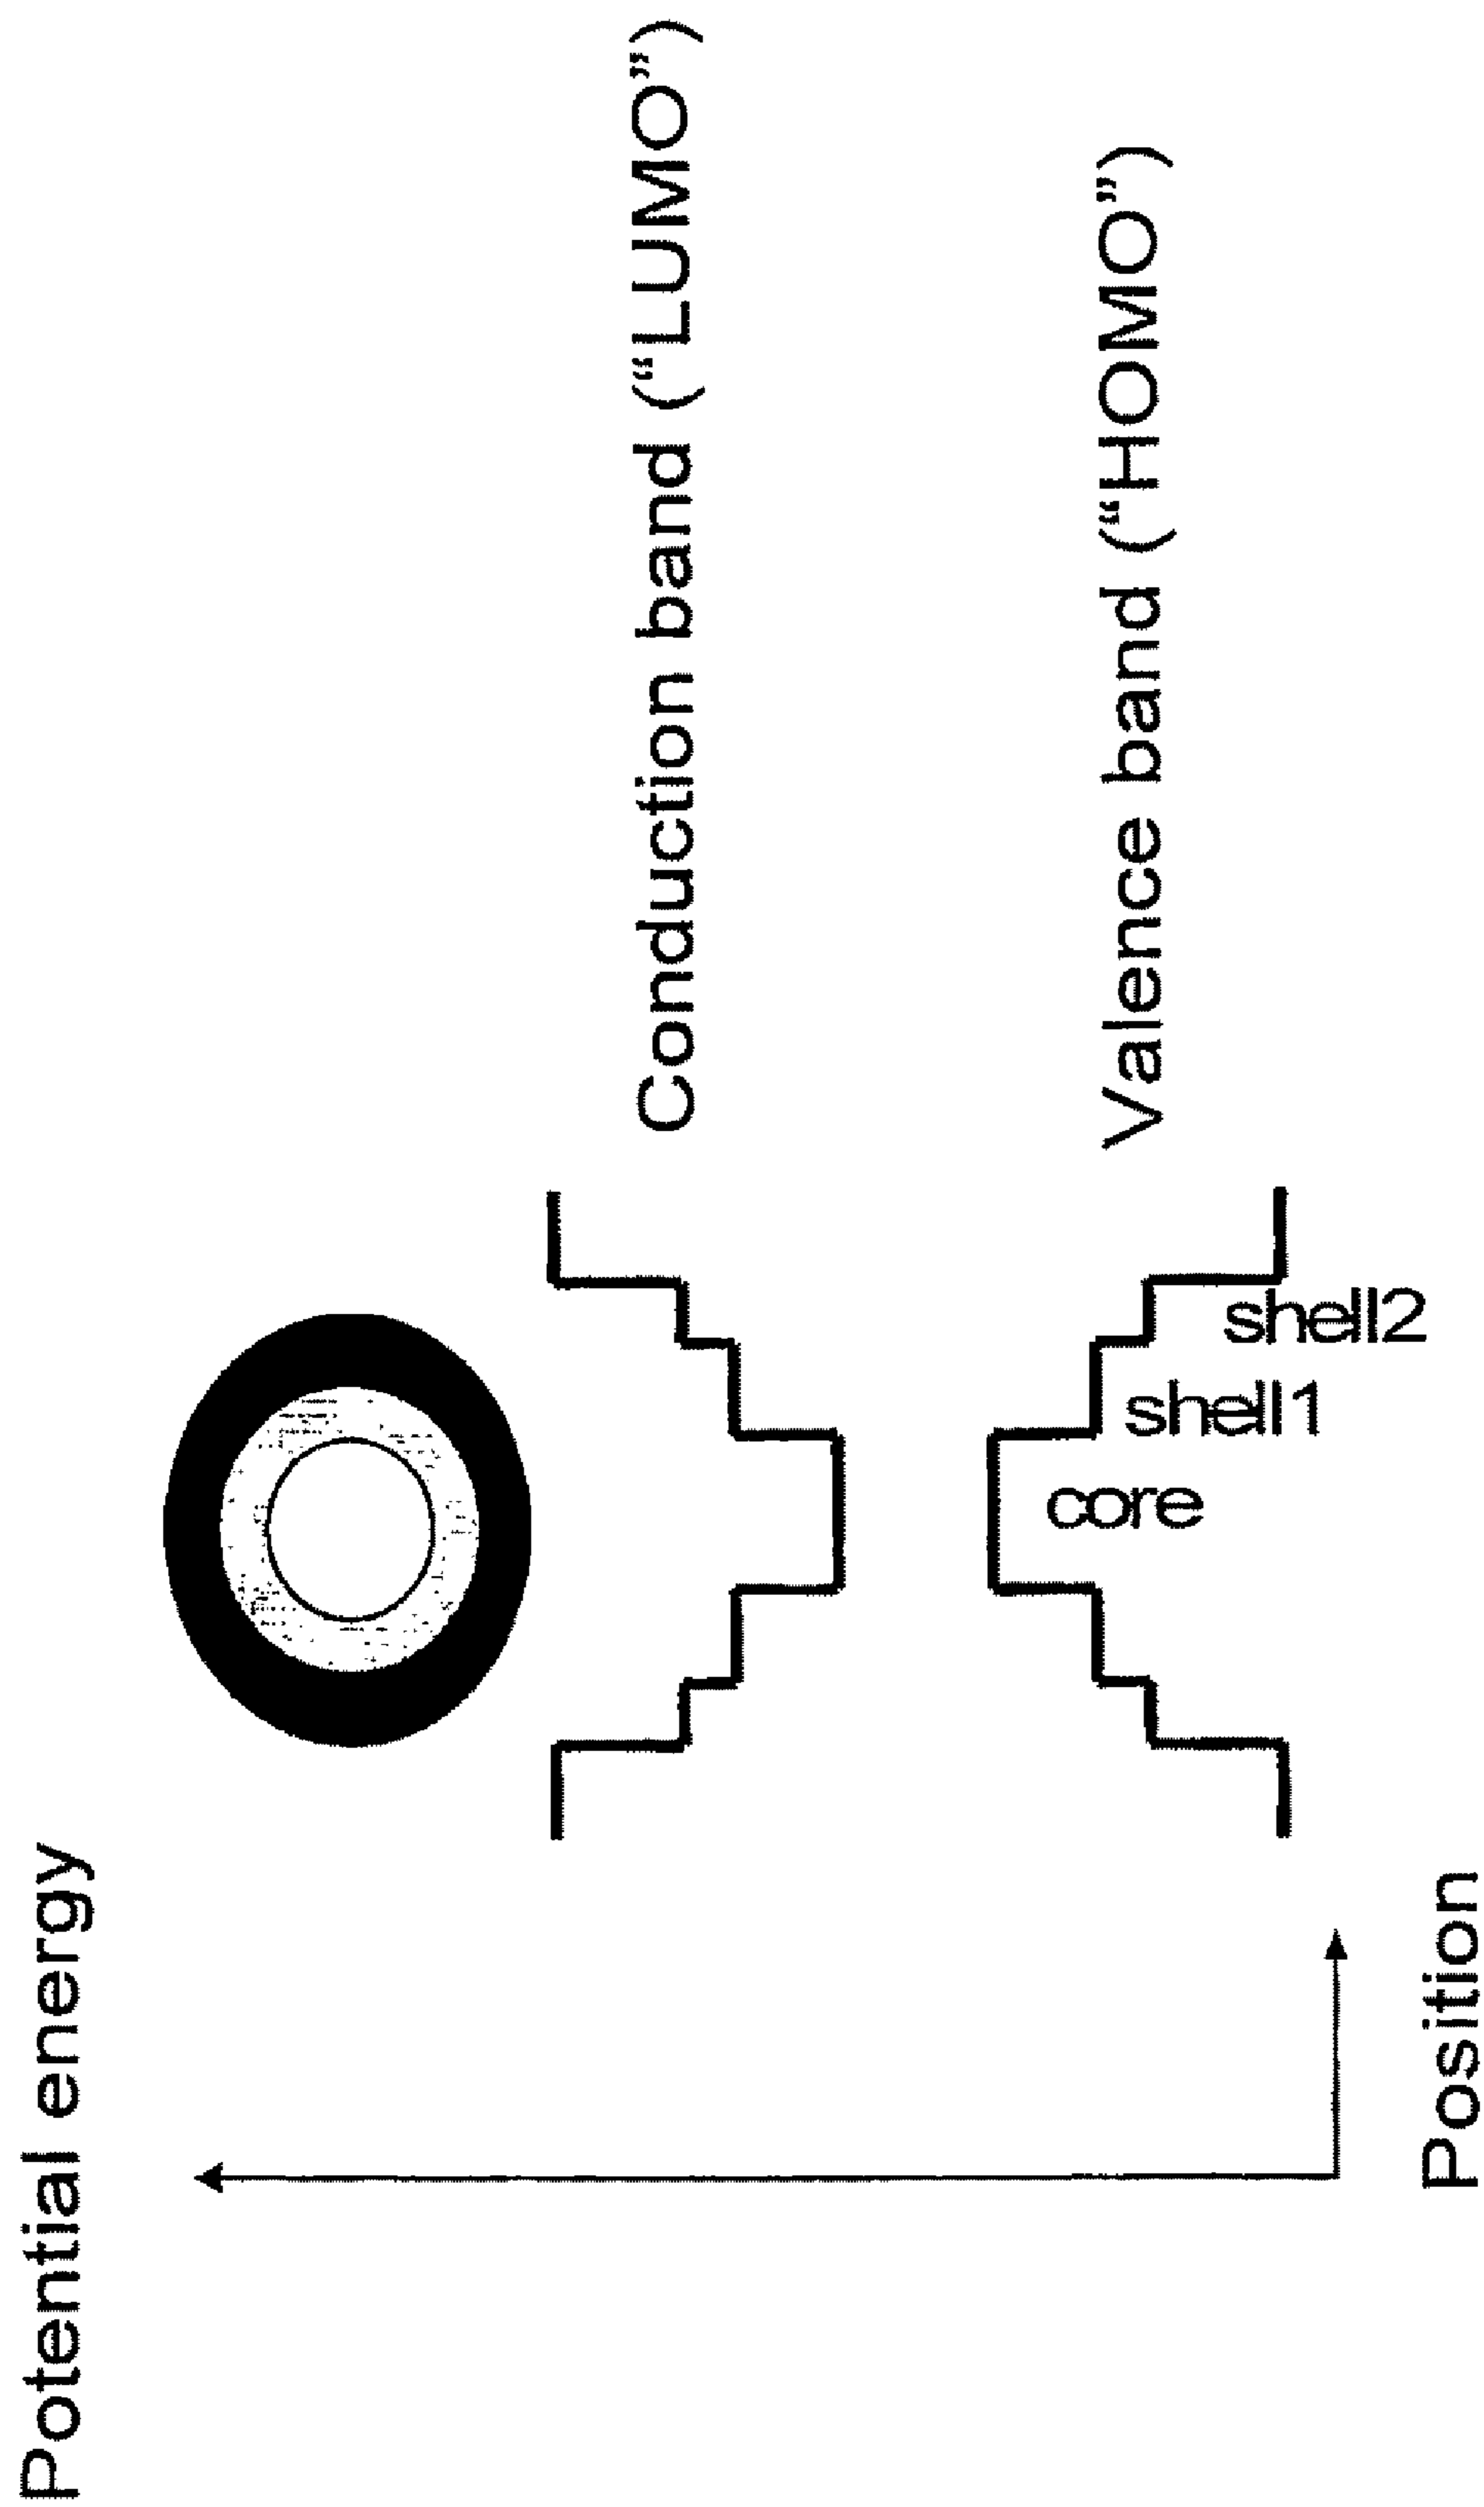 Potential energy
Conduction band (“LUMO”)
Valence band (“HOMO”)
core
shell1
shell2
Position